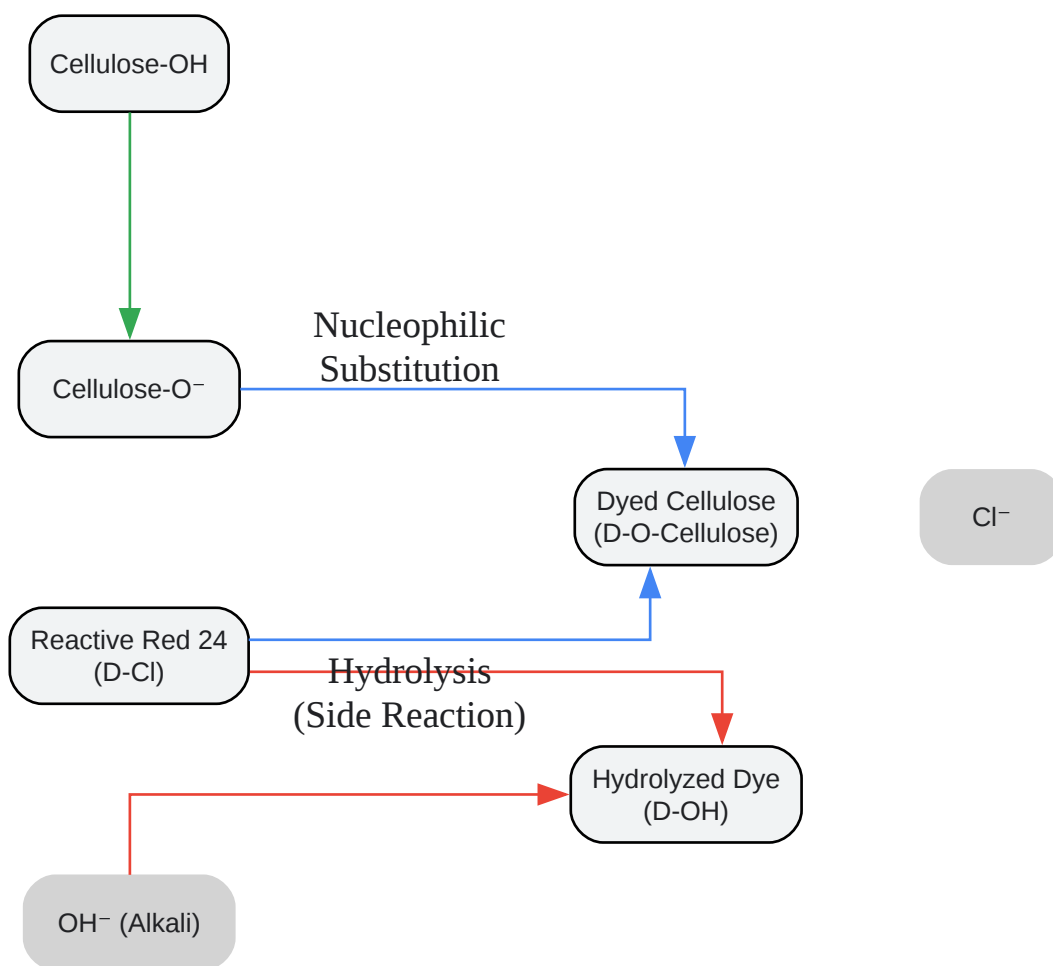 Cellulose-OH
Nucleophilic
Substitution
Cellulose-O⁻
Dyed Cellulose
(D-O-Cellulose)
Cl⁻
Reactive Red 24
(D-Cl)
Hydrolysis
(Side Reaction)
Hydrolyzed Dye
(D-OH)
OH⁻ (Alkali)